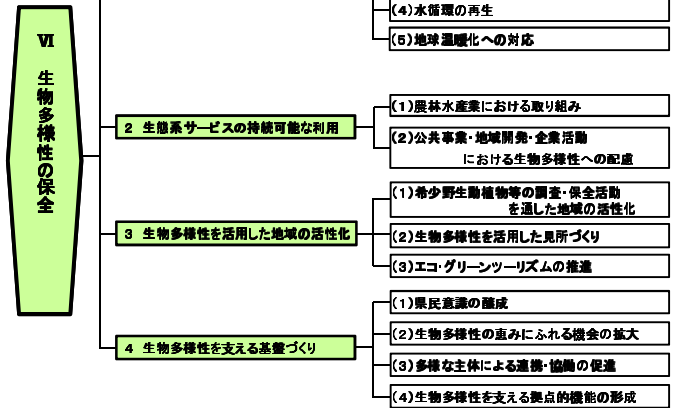 (4)水循環の再生
(5)地球温暖化への対応
Ⅵ 生物多様性の保全
2 生態系サービスの持続可能な利用
(1)農林水産業における取り組み
(2)公共事業・地域開発・企業活動
における生物多様性への配慮
3 生物多様性を活用した地域の活性化
(1)希少野生動植物等の調査・保全活動
を通した地域の活性化
(2)生物多様性を活用した見所づくり
(3)エコ・グリーンツーリズムの推進
4 生物多様性を支える基盤づくり
(1)県民意識の醸成
(2)生物多様性の重みにふれる機会の拡大
(3)多様な主体による連携・協働の促進
(4)生物多様性を支える拠点的機能の形成